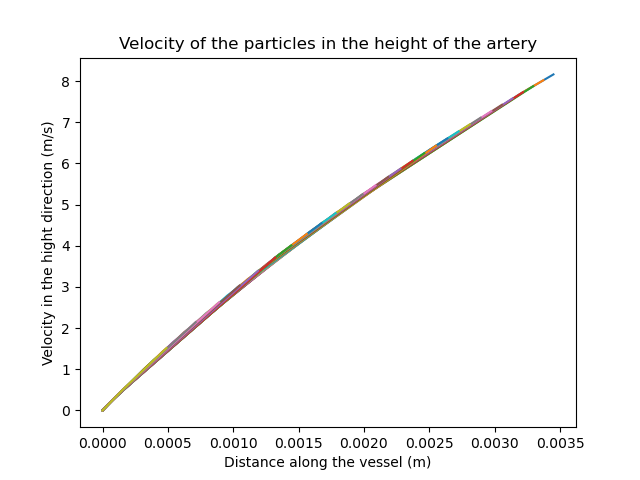 Velocity of the particles in the height of the artery
8
7
6
5
4
3
2
1
0
Velocity in the hight direction (m/s)
0.0000 0.0005 0.0010 0.0015 0.0020 0.0025 0.0030 0.0035
Distance along the vessel (m)